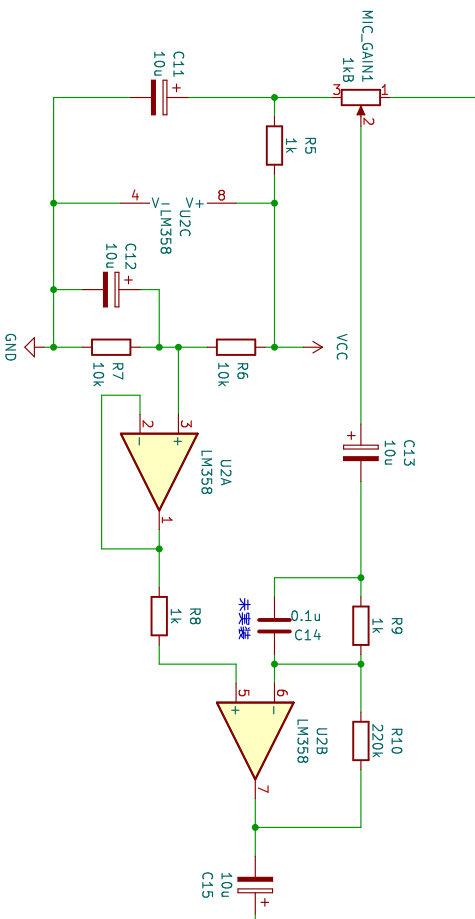 MIC_GAIN1
1kB
3
1
2
C11
10u
+
R5
1k
4
V-
V+
8
U2C
LM358
C12
10u
+
GND
VCC
R7
10k
R6
10k
2
3
-
+
U2A
LM358
1
+
C13
10u
R8
1k
未実装
0.1u
C14
R9
1k
5
6
+
-
U2B
LM358
7
R10
220k
10u
C15
+